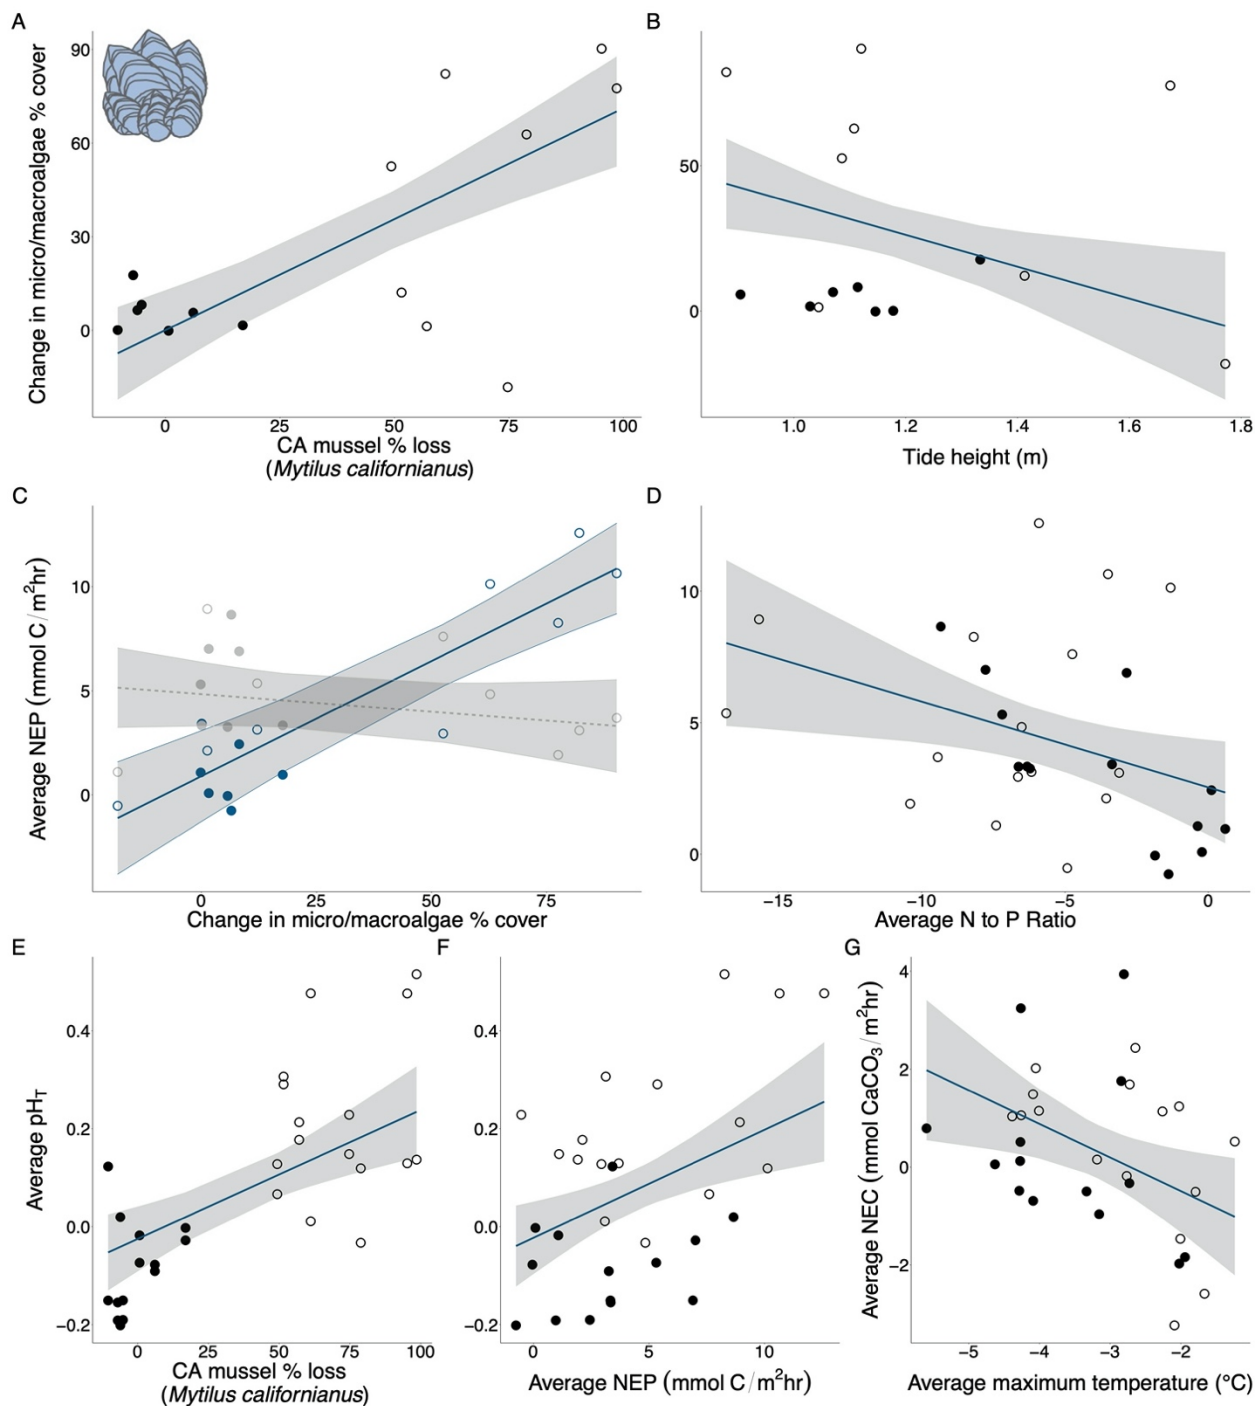 A
B
90
60
30
0
Change in micro/macroalgae % cover
0 25 50 75 100
CA mussel % loss
(Mytilus californianus)
50
0
1.0 1.2 1.4 1.6 1.8
Tide height (m)
C
D
10
5
0
Average NEP (mmol C/m²hr)
0 25 50 75
Change in micro/macroalgae % cover
10
5
0
−15 −10 −5 0
Average N to P Ratio
E
F
G
0.4
0.2
0.0
−0.2
Average pH_T
0 25 50 75 100
CA mussel % loss
(Mytilus californianus)
0.4
0.2
0.0
−0.2
0 5 10
Average NEP (mmol C/m²hr)
4
2
0
−2
Average NEC (mmol CaCO₃/m²hr)
−5 −4 −3 −2
Average maximum temperature (°C)